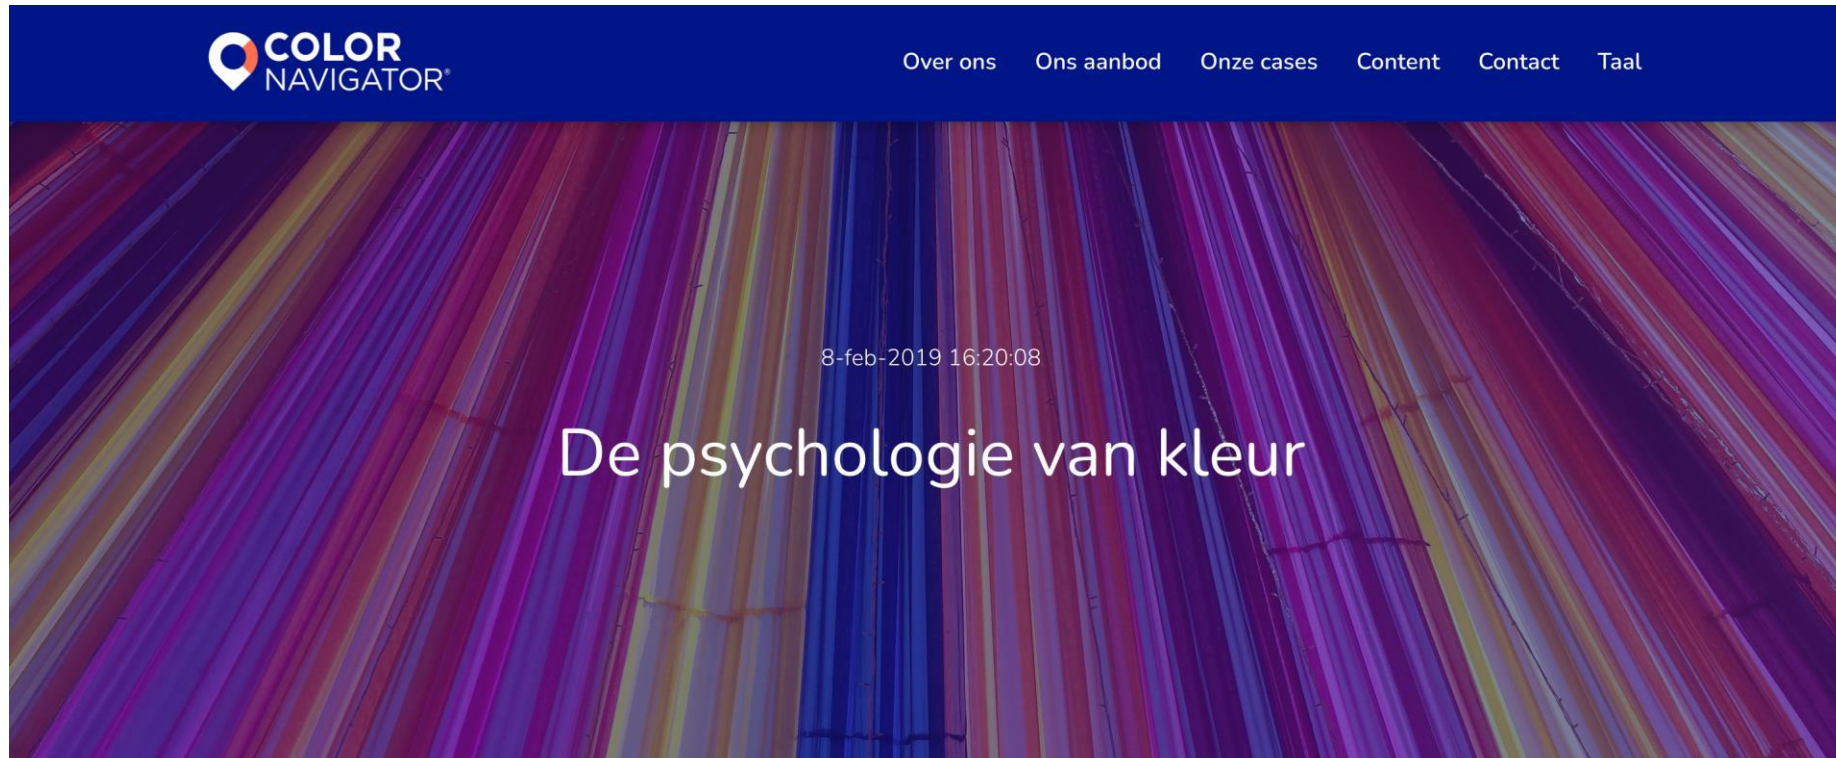 COLOR
NAVIGATOR®
Over ons Ons aanbod Onze cases Content Contact Taal
8-feb-2019 16:20:08
De psychologie van kleur